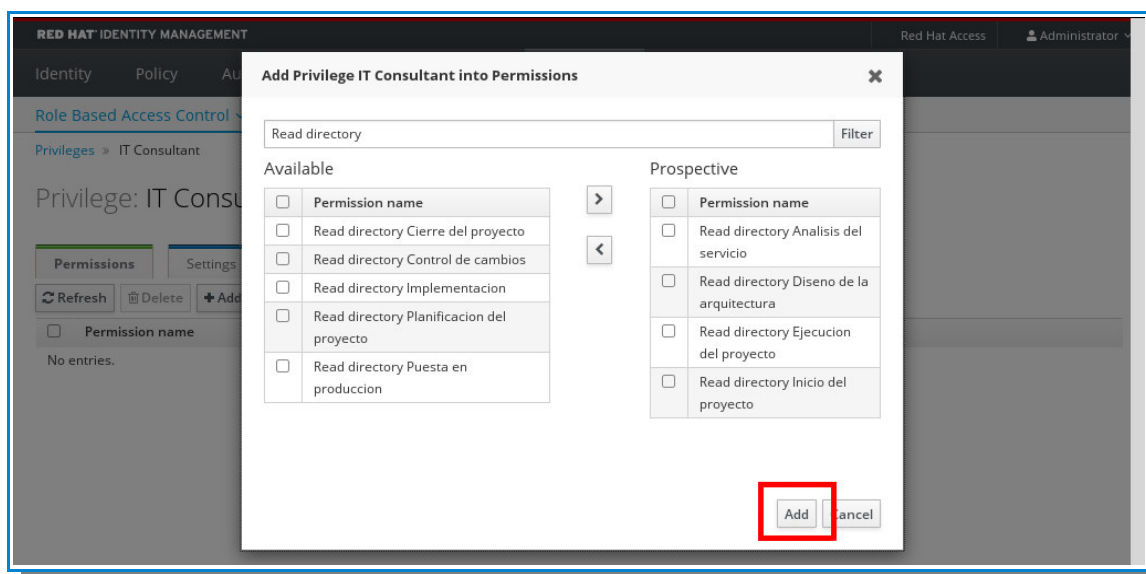 RED HAT® IDENTITY MANAGEMENT
Red Hat Access
Administrator
Identity
Policy
Au
Role Based Access Control
Privileges » IT Consultant
Privilege: IT Consu
Permissions
Settings
Refresh
Delete
Add
Permission name
No entries.
Add Privilege IT Consultant into Permissions
Read directory
Filter
Available
Permission name
Read directory Cierre del proyecto
Read directory Control de cambios
Read directory Implementacion
Read directory Planificacion del
proyecto
Read directory Puesta en
produccion
Prospective
Permission name
Read directory Analisis del
servicio
Read directory Diseno de la
arquitectura
Read directory Ejecucion
del proyecto
Read directory Inicio del
proyecto
Add
Cancel